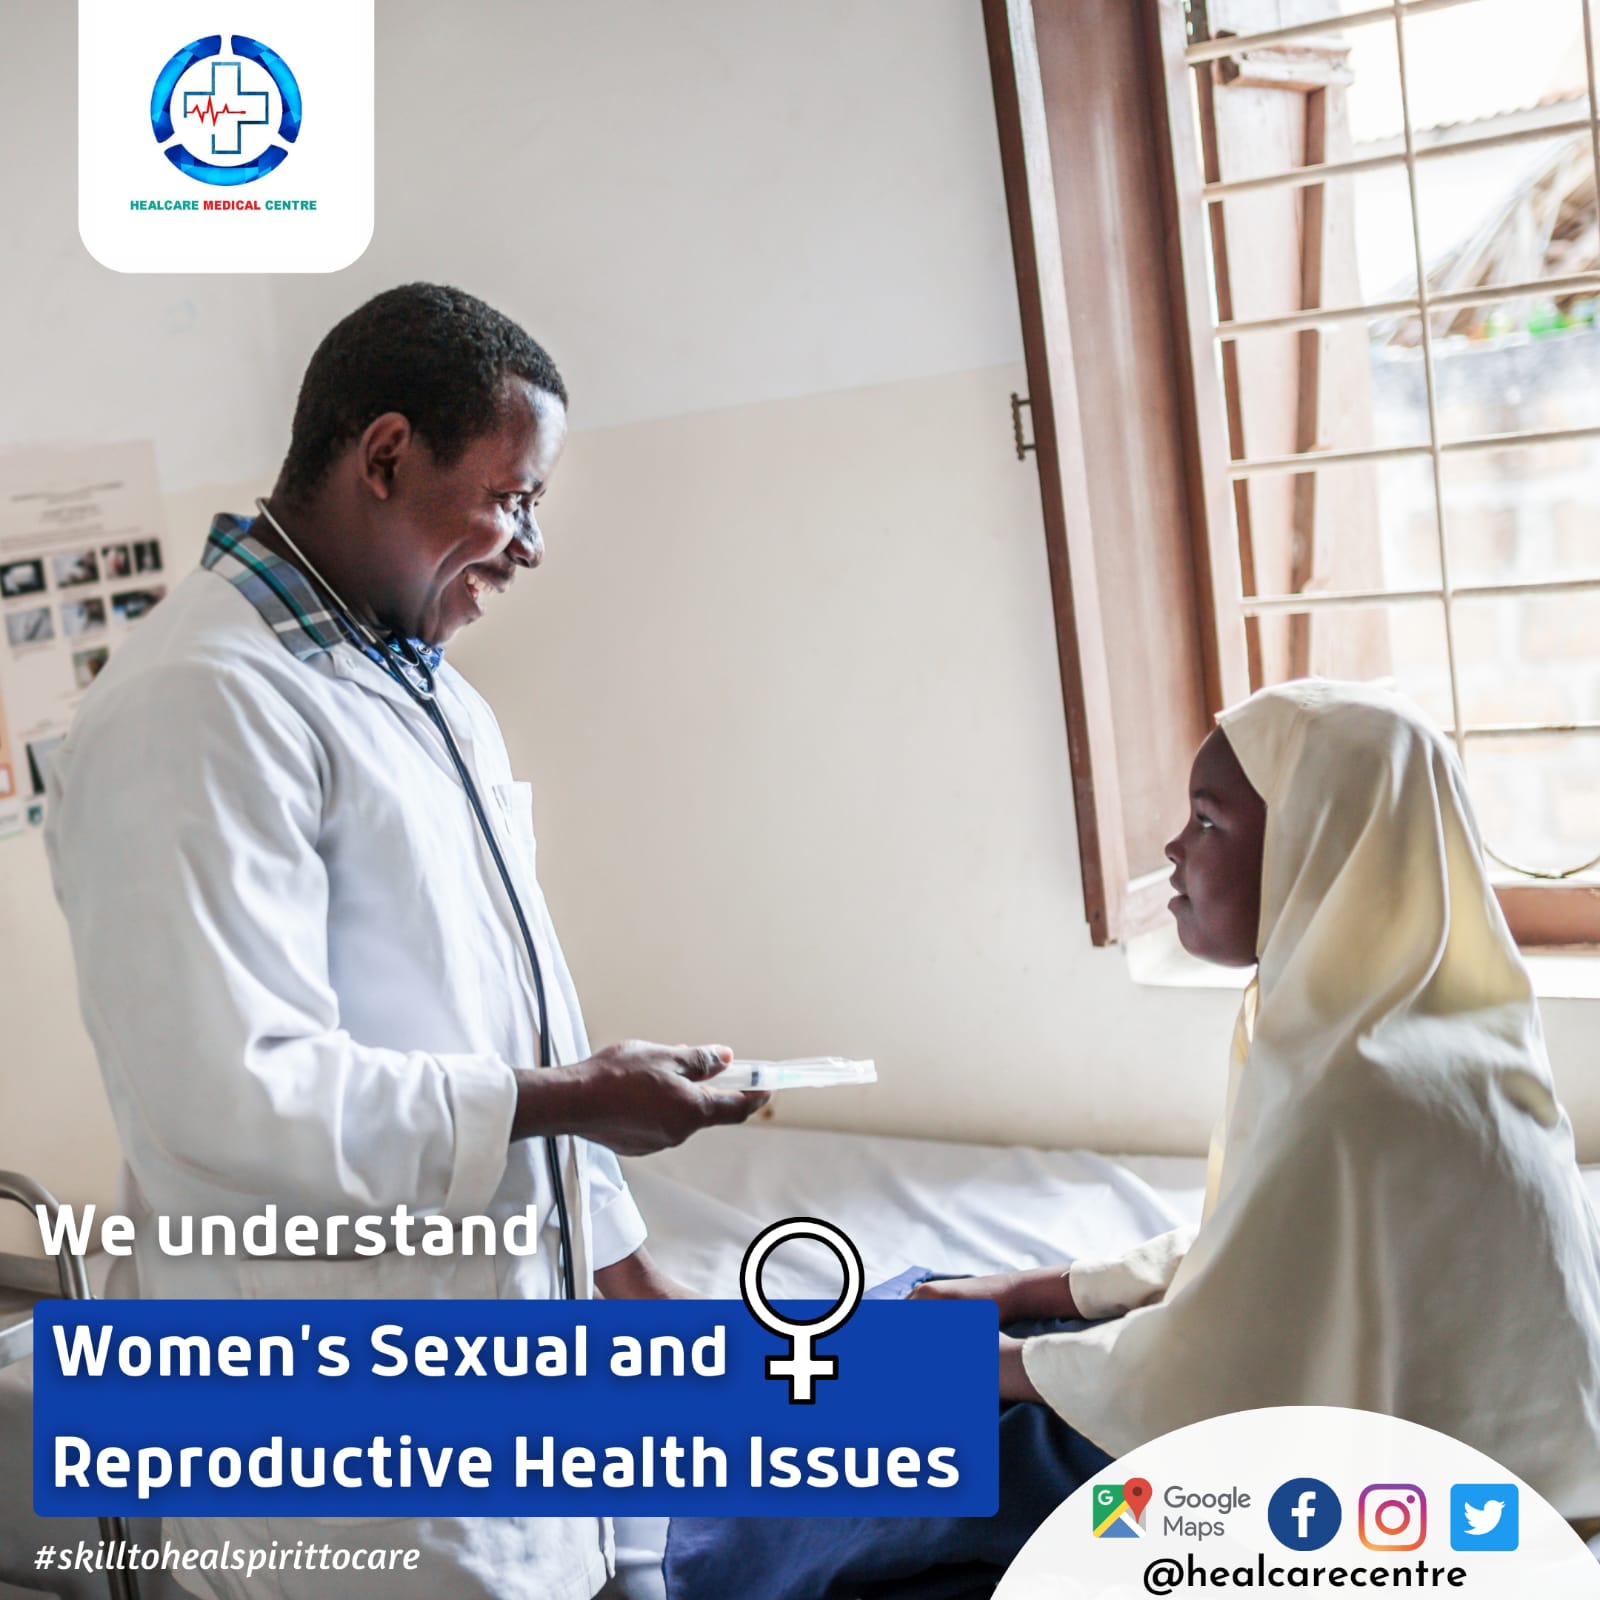 HEALCARE MEDICAL CENTRE
We understand
Women's Sexual and
Reproductive Health Issues
#skilltohealspirittocare
G
Google
Maps
@healcarecentre